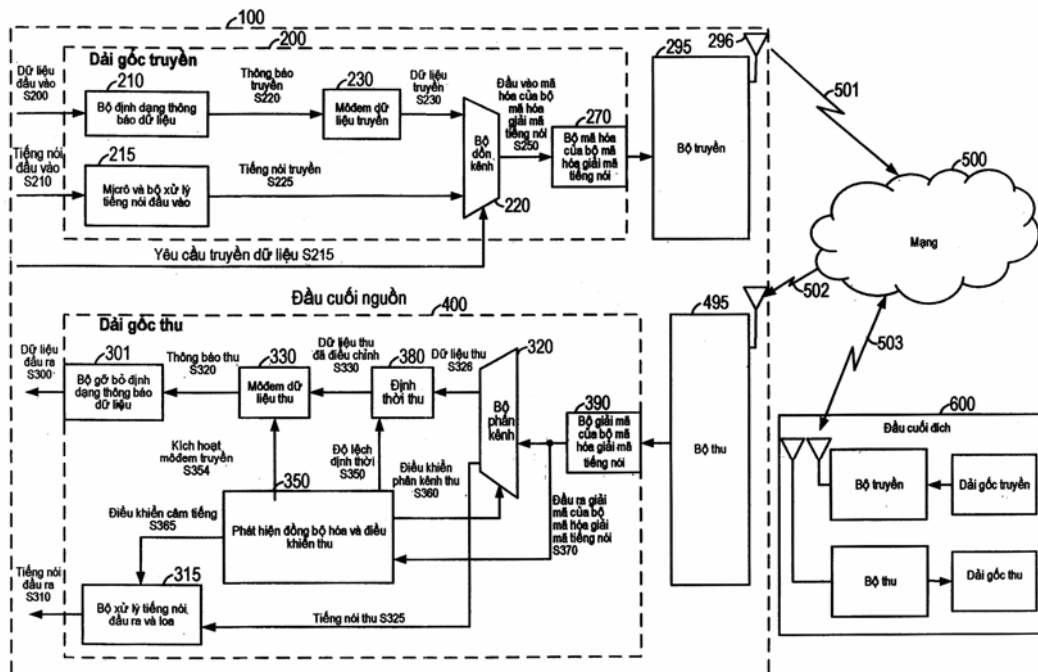 100
200
Dải gốc truyền
Dữ liệu
đầu vào
S200
210
Bộ định dạng thông
báo dữ liệu
Thông báo
truyền
S220
230
Môđem dữ
liệu truyền
Dữ liệu
truyền
S230
Đầu vào mã
hóa của bộ
mã hóa
giải mã
tiếng nói
S250
270
Bộ mã hóa
của bộ mã
hóa giải mã
tiếng nói
295
296
Bộ truyền
501
Tiếng nói
đầu vào
S210
215
Micrô và bộ xử lý
tiếng nói đầu vào
Tiếng nói truyền
S225
Bộ
dồn
kênh
220
Yêu cầu truyền dữ liệu S215
500
Mạng
502
503
Đầu cuối nguồn
400
Dải gốc thu
Dữ liệu
đầu ra
S300
301
Bộ gỡ bỏ định
dạng thông báo
dữ liệu
Thông báo thu
S320
330
Môđem dữ
liệu thu
Dữ liệu thu
đã điều chỉnh
S330
380
Định
thời thu
Dữ liệu thu
S326
320
Bộ
phân
kênh
390
Bộ giải mã
của bộ mã
hóa giải mã
tiếng nói
495
Bộ thu
Kích hoạt
môđem truyền
S354
Độ lệch
định thời
S350
Điều khiển
phân kênh thu
S360
350
Phát hiện đồng bộ hóa và điều
khiển thu
Đầu ra giải
mã của bộ
mã hóa giải
mã tiếng nói
S370
Điều khiển câm tiếng
S365
Tiếng nói
đầu ra
S310
315
Bộ xử lý tiếng nói
đầu ra và loa
Tiếng nói thu S325
600
Đầu cuối đích
Bộ truyền
Dải gốc truyền
Bộ thu
Dải gốc thu